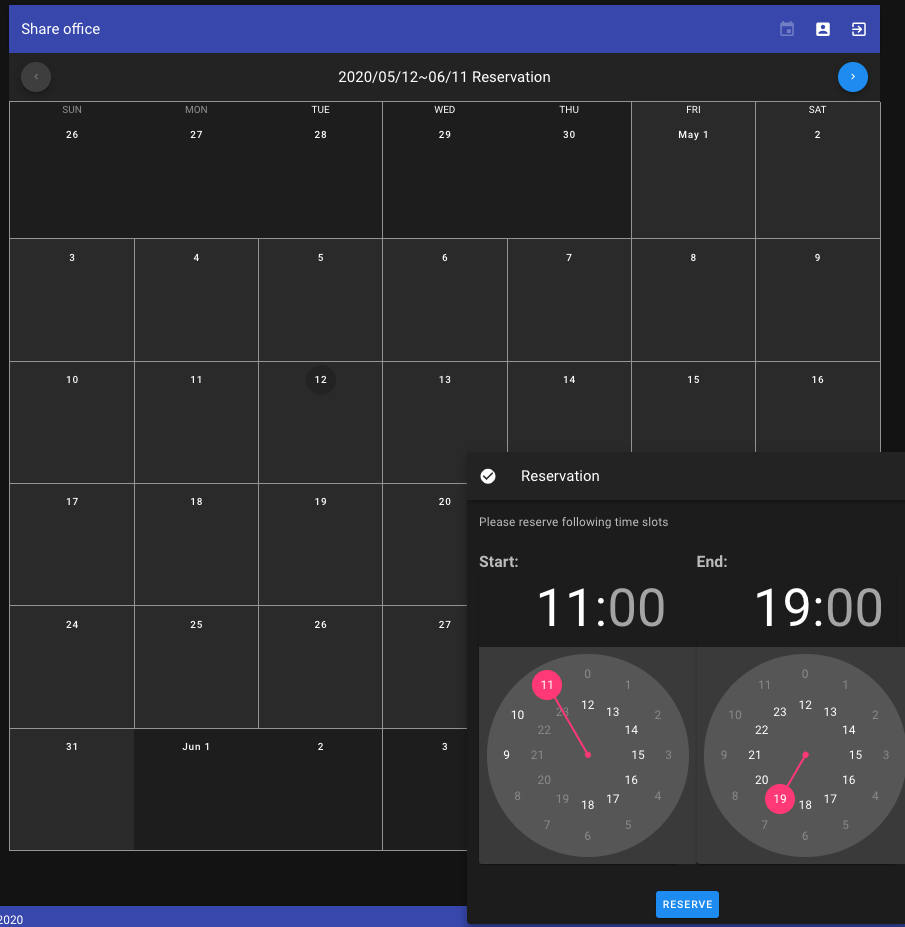 Share office
2020/05/12~06/11 Reservation
SUN MON TUE WED THU FRI SAT
26 27 28 29 30 May 1 2
3 4 5 6 7 8 9
10 11 12 13 14 15 16
17 18 19 20
24 25 26 27
31 Jun 1 2 3
Reservation
Please reserve following time slots
Start:
11:00
0
11 1
12
10 23 13 2
22 14
9 21 15 3
20 16
8 19 17 4
18
7 5
6
End:
19:00
0
11 1
12
10 23 13 2
22 14
9 21 15 3
20 16
8 19 17 4
18
7 5
6
RESERVE
2020